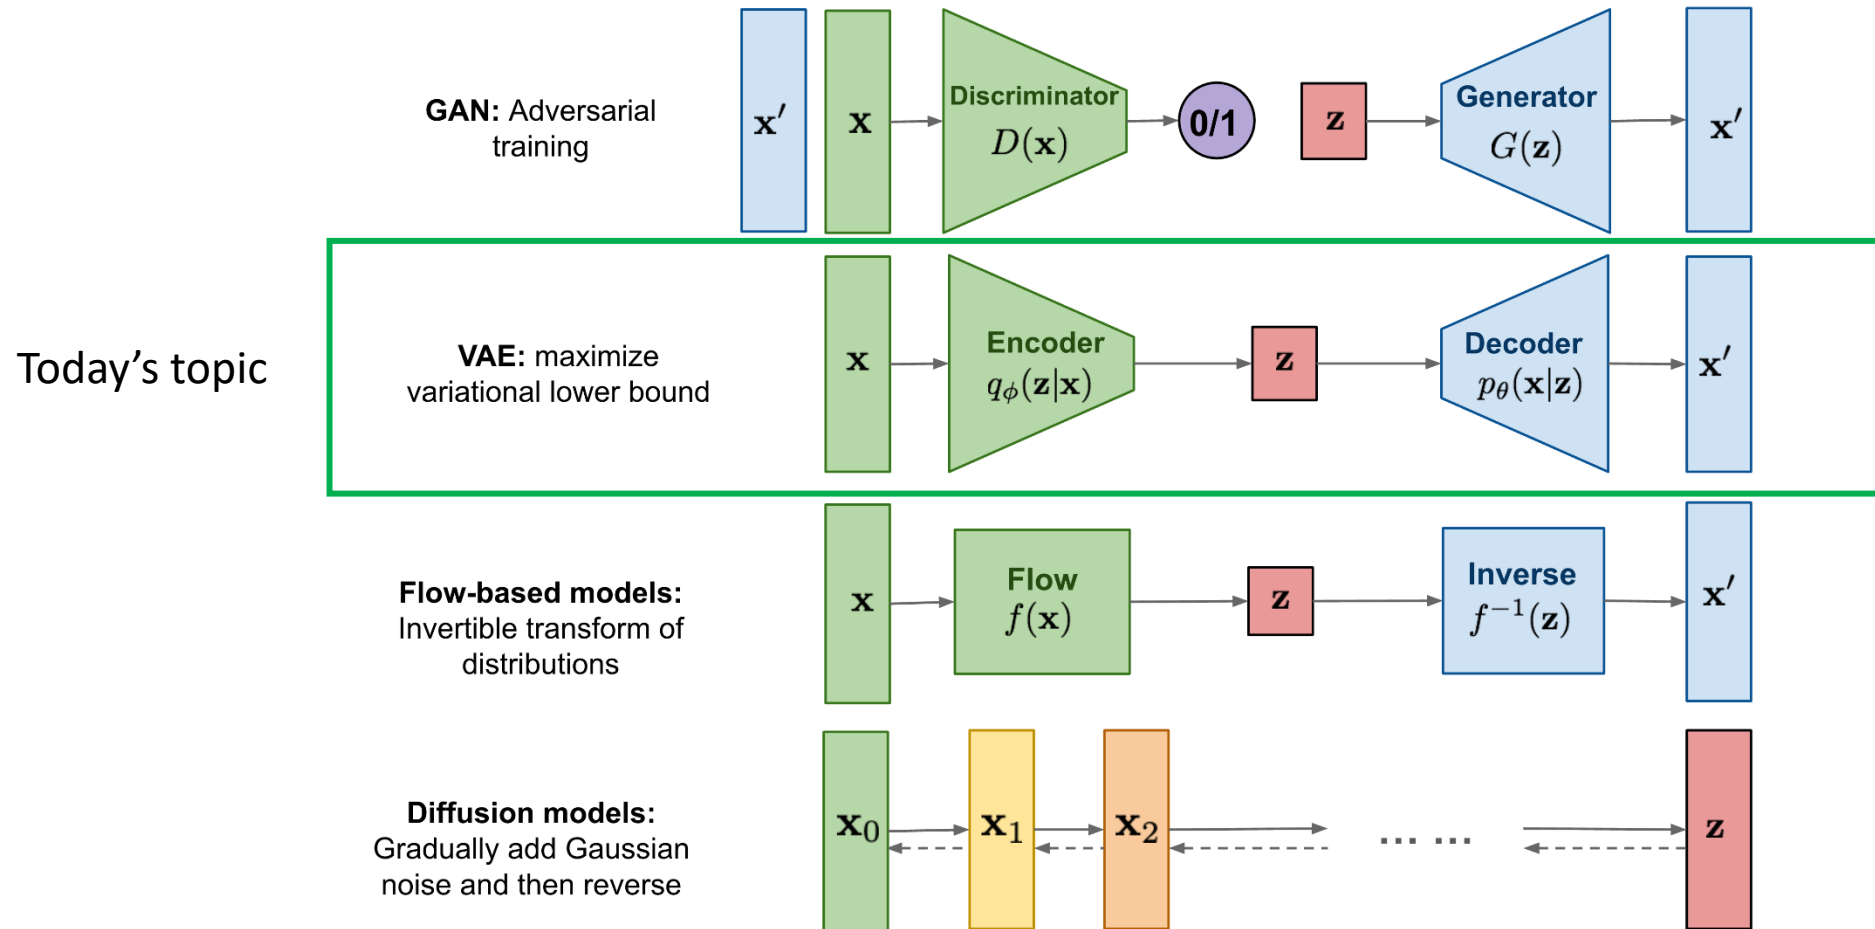 GAN: Adversarial
training
x′
x
Discriminator
D(x)
0/1
z
Generator
G(z)
x′
Today’s topic
VAE: maximize
variational lower bound
x
Encoder
qϕ(z|x)
z
Decoder
pθ(x|z)
x′
Flow-based models:
Invertible transform of
distributions
x
Flow
f(x)
z
Inverse
f⁻¹(z)
x′
Diffusion models:
Gradually add Gaussian
noise and then reverse
x₀
x₁
x₂
... ...
z